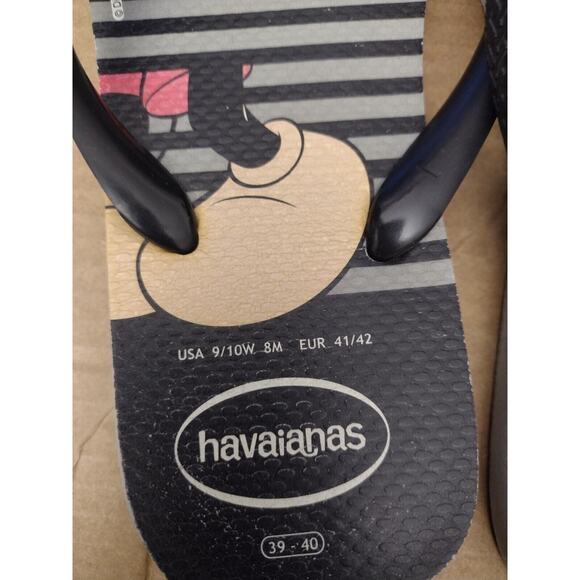 ©D
USA 9/10W 8M EUR 41/42
havaianas
39 - 40